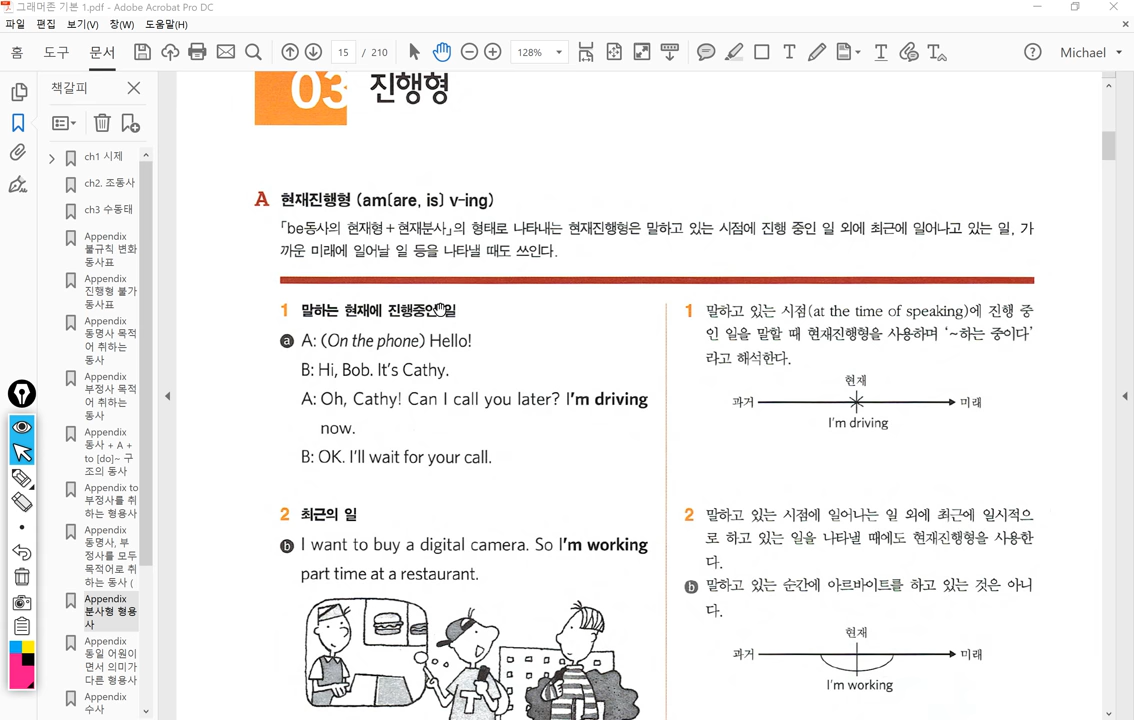 그래머존 기본 1.pdf - Adobe Acrobat Pro DC
파일 편집 보기(V) 창(W) 도움말(H)
홈 도구 문서
15 / 210
128%
Michael
책갈피
ch1 시제
ch2. 조동사
ch3 수동태
Appendix
불규칙 변화
동사표
Appendix
진행형 불가
동사표
Appendix
동명사 목적
어 취하는
동사
Appendix
부정사 목적
어 취하는
동사
Appendix
동사 + A +
to [do]~ 구
조의 동사
Appendix to
부정사를 취
하는 형용사
Appendix
동명사, 부
정사를 모두
목적어로 취
하는 동사 (
Appendix
분사형 형용
사
Appendix
동일 어원이
면서 의미가
다른 형용사
Appendix
수사
03 진행형
A 현재진행형 (am(are, is) v-ing)
「be동사의 현재형 + 현재분사」의 형태로 나타내는 현재진행형은 말하고 있는 시점에 진행 중인 일 외에 최근에 일어나고 있는 일, 가
까운 미래에 일어날 일 등을 나타낼 때도 쓰인다.
1 말하는 현재에 진행중인 일
a A: (On the phone) Hello!
B: Hi, Bob. It's Cathy.
A: Oh, Cathy! Can I call you later? I'm driving
now.
B: OK. I'll wait for your call.
2 최근의 일
b I want to buy a digital camera. So I'm working
part time at a restaurant.
T
1 말하고 있는 시점(at the time of speaking)에 진행 중
인 일을 말할 때 현재진행형을 사용하며 '~하는 중이다'
라고 해석한다.
현재
과거 미래
I'm driving
2 말하고 있는 시점에 일어나는 일 외에 최근에 일시적으
로 하고 있는 일을 나타낼 때에도 현재진행형을 사용한
다.
b 말하고 있는 순간에 아르바이트를 하고 있는 것은 아니
다.
현재
과거 미래
I'm working